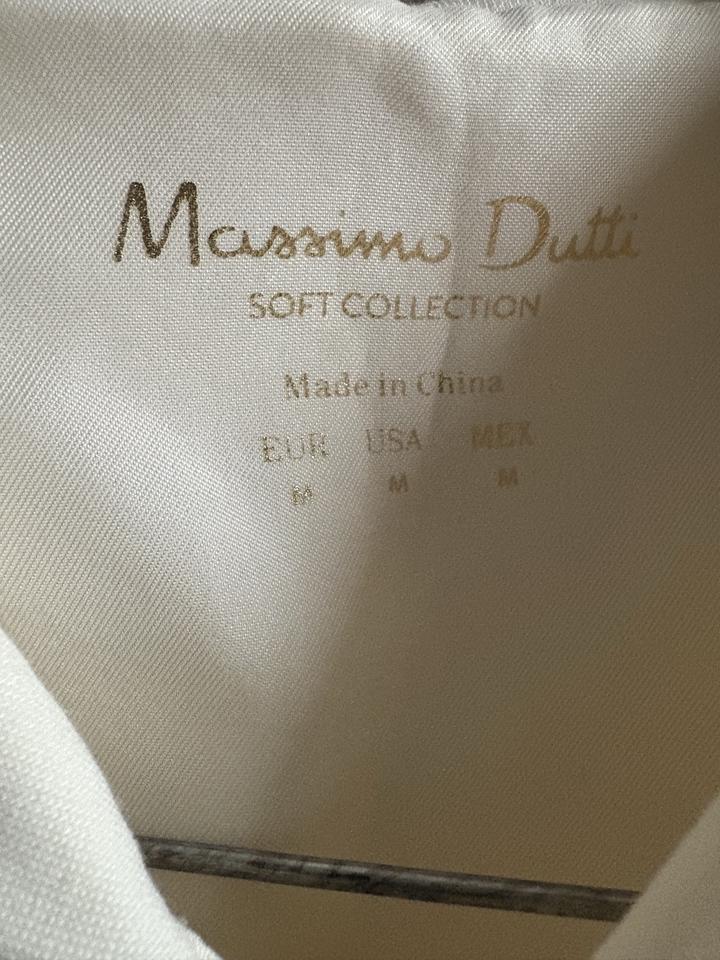 Massimo Dutti
SOFT COLLECTION
Made in China
EUR USA MEX
M M M